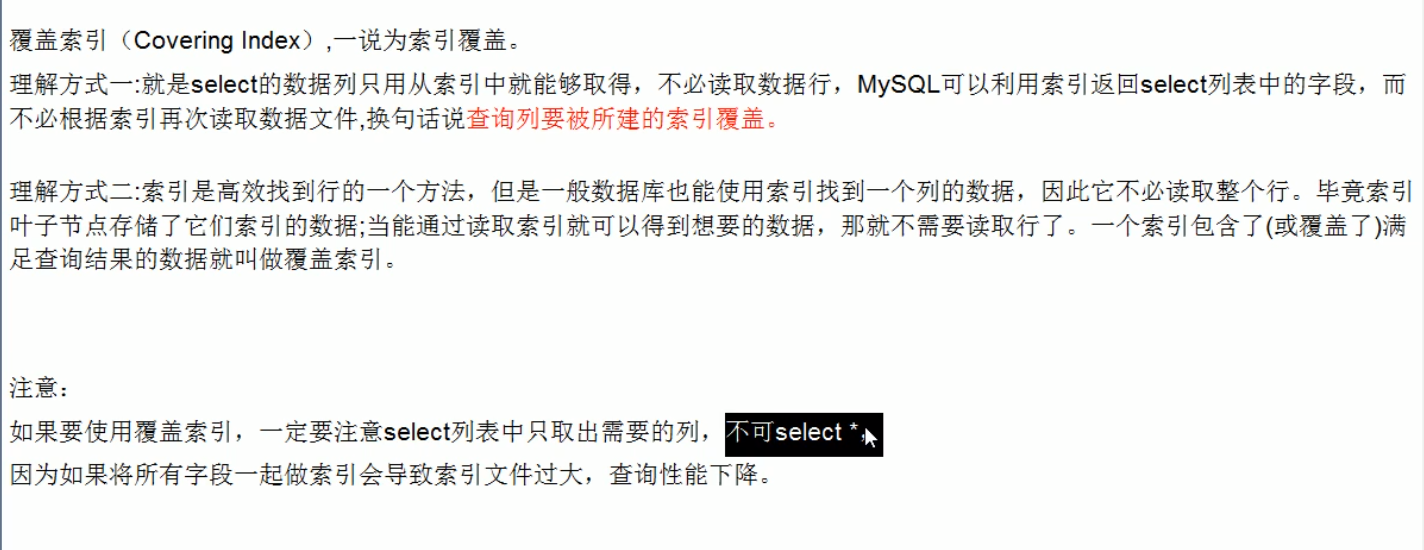 覆盖索引（Covering Index）,一说为索引覆盖。
理解方式一:就是select的数据列只用从索引中就能够取得，不必读取数据行，MySQL可以利用索引返回select列表中的字段，而
不必根据索引再次读取数据文件,换句话说查询列要被所建的索引覆盖。
理解方式二:索引是高效找到行的一个方法，但是一般数据库也能使用索引找到一个列的数据，因此它不必读取整个行。毕竟索引
叶子节点存储了它们索引的数据;当能通过读取索引就可以得到想要的数据，那就不需要读取行了。一个索引包含了(或覆盖了)满
足查询结果的数据就叫做覆盖索引。
注意：
如果要使用覆盖索引，一定要注意select列表中只取出需要的列，不可select *，
因为如果将所有字段一起做索引会导致索引文件过大，查询性能下降。